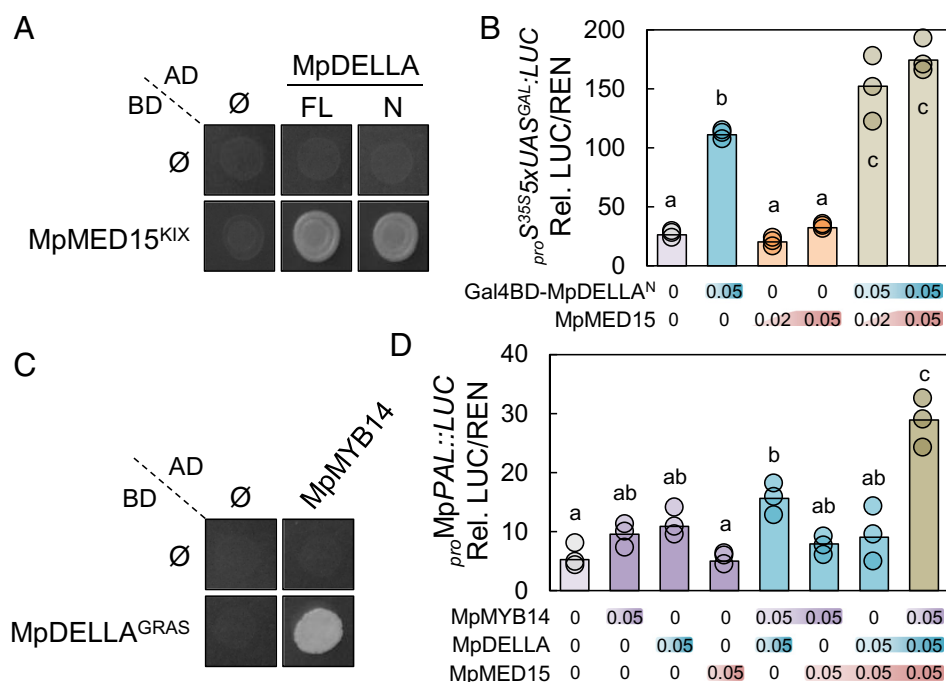 A
AD
BD
MpDELLA
Ø
FL
N
Ø
MpMED15KIX
B
proS35S5xUASGAL:LUC
Rel. LUC/REN
200
150
100
50
0
a
b
a
a
c
c
Gal4BD-MpDELLAN
0
0.05
0
0
0.05
0.05
MpMED15
0
0
0.02
0.05
0.02
0.05
C
AD
BD
Ø
MpMYB14
Ø
MpDELLAGRAS
D
proMpPAL::LUC
Rel. LUC/REN
40
30
20
10
0
a
ab
ab
a
b
ab
ab
c
MpMYB14
0
0.05
0
0
0.05
0.05
0
0.05
MpDELLA
0
0
0.05
0
0.05
0
0.05
0.05
MpMED15
0
0
0
0.05
0
0.05
0.05
0.05